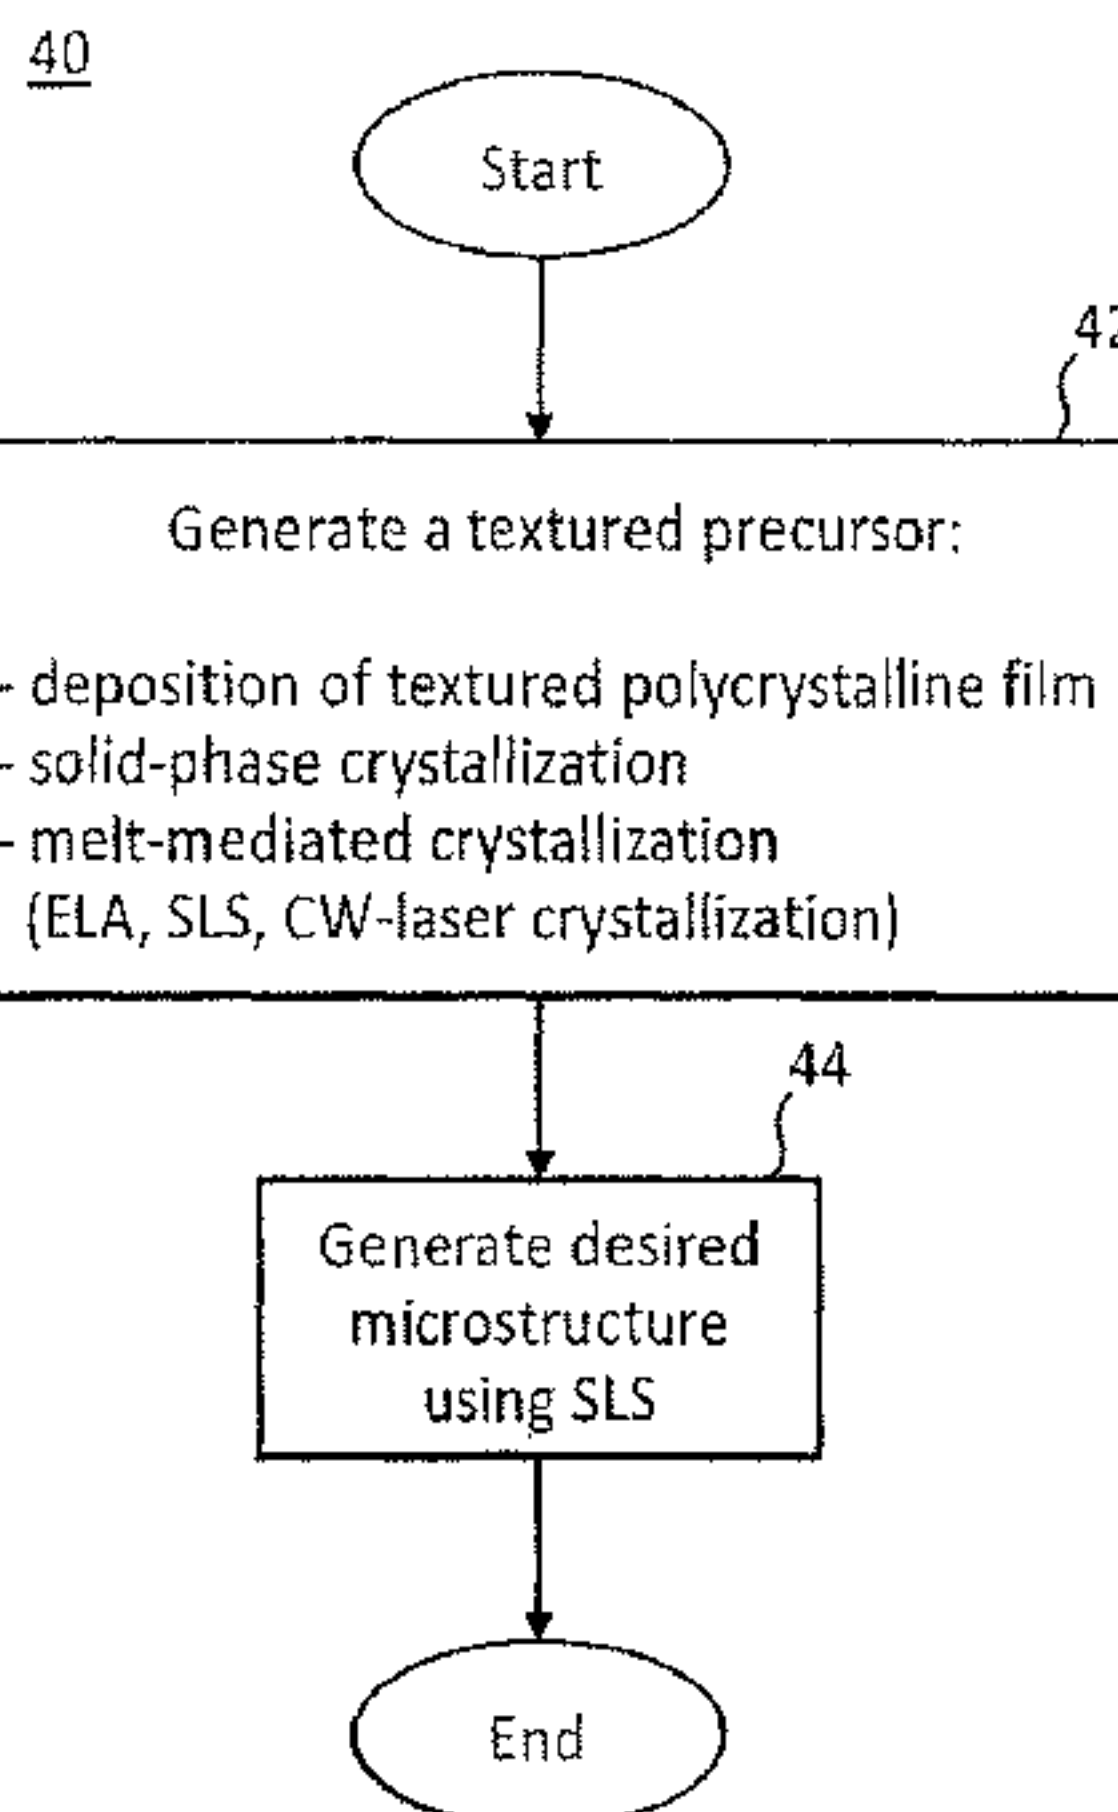 40
Start
42
Generate a textured precursor:
- deposition of textured polycrystalline film
- solid-phase crystallization
- melt-mediated crystallization
(ELA, SLS, CW-laser crystallization)
44
Generate desired
microstructure
using SLS
End